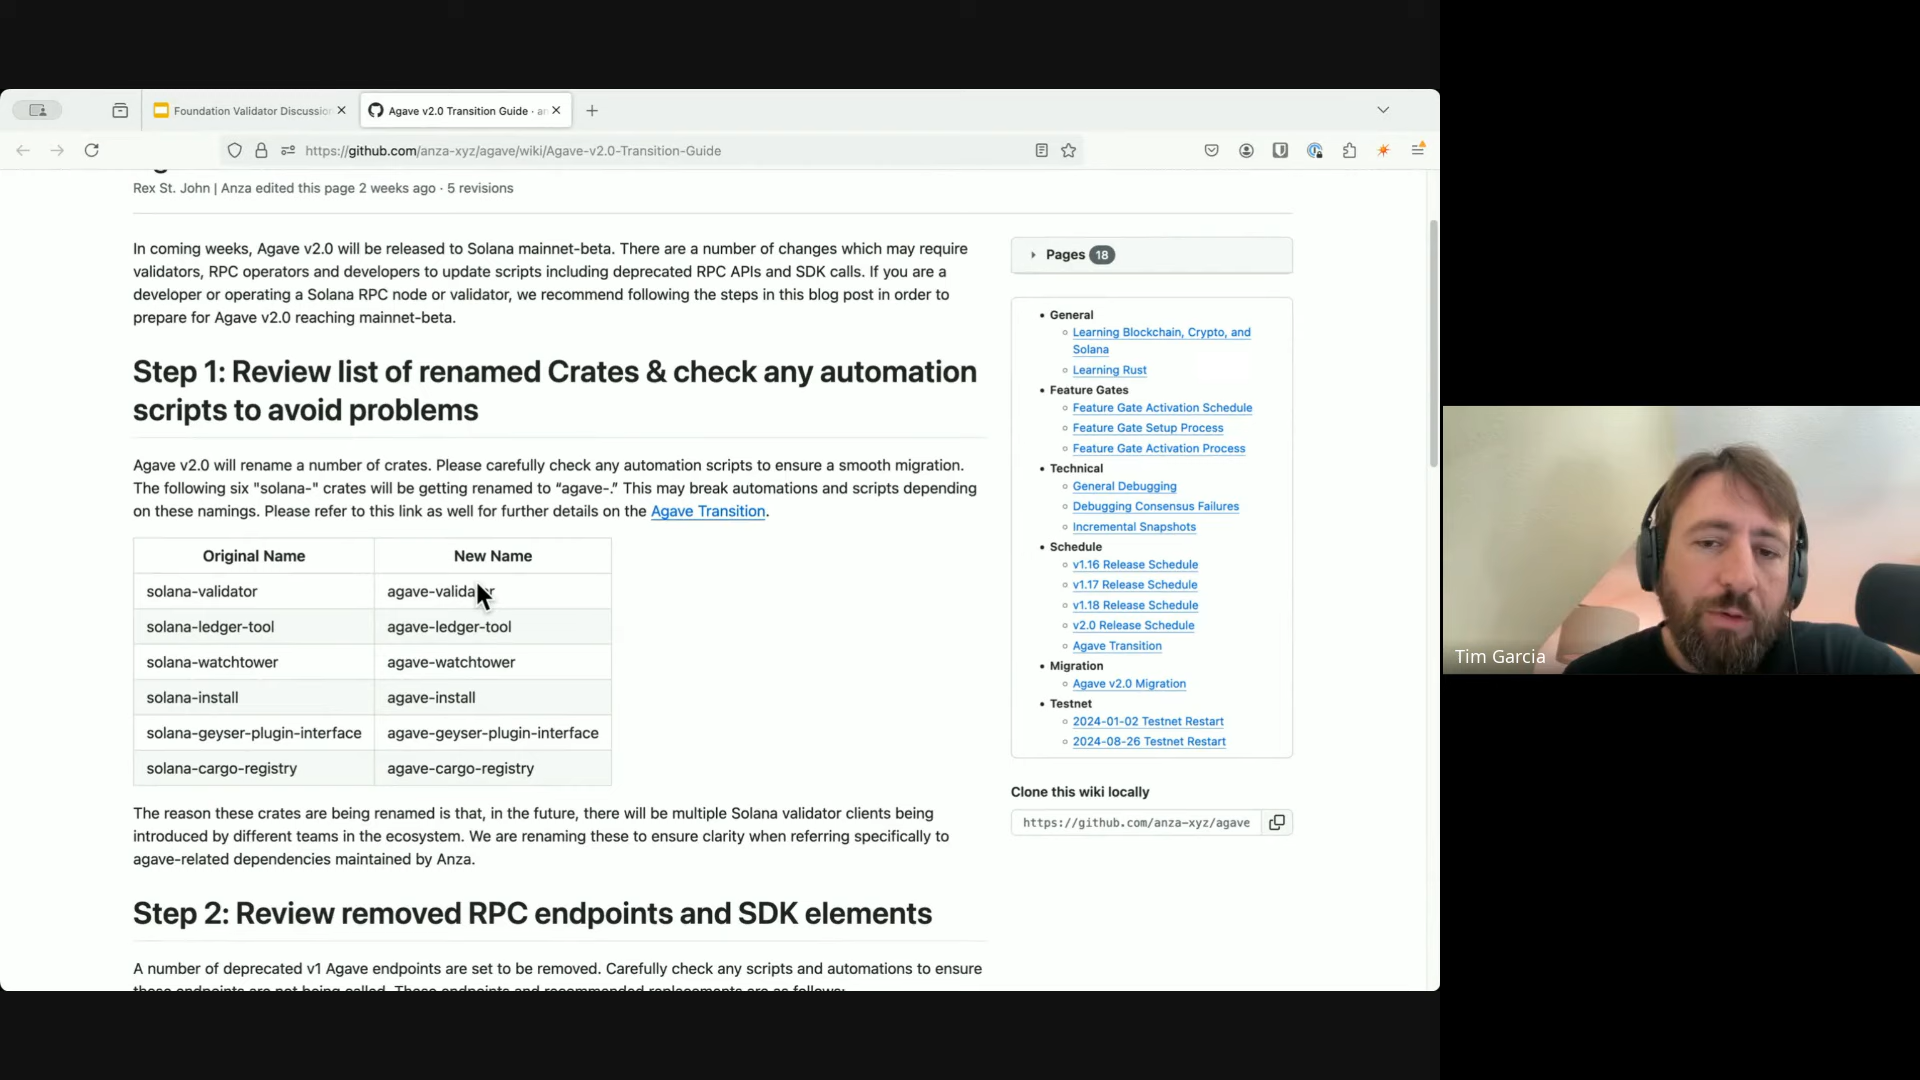 Foundation Validator Discussion
Agave v2.0 Transition Guide · an
https://github.com/anza-xyz/agave/wiki/Agave-v2.0-Transition-Guide
Rex St. John | Anza edited this page 2 weeks ago · 5 revisions
In coming weeks, Agave v2.0 will be released to Solana mainnet-beta. There are a number of changes which may require
validators, RPC operators and developers to update scripts including deprecated RPC APIs and SDK calls. If you are a
developer or operating a Solana RPC node or validator, we recommend following the steps in this blog post in order to
prepare for Agave v2.0 reaching mainnet-beta.
Step 1: Review list of renamed Crates & check any automation
scripts to avoid problems
Agave v2.0 will rename a number of crates. Please carefully check any automation scripts to ensure a smooth migration.
The following six "solana-" crates will be getting renamed to “agave-.” This may break automations and scripts depending
on these namings. Please refer to this link as well for further details on the Agave Transition.
Original Name New Name
solana-validator agave-validator
solana-ledger-tool agave-ledger-tool
solana-watchtower agave-watchtower
solana-install agave-install
solana-geyser-plugin-interface agave-geyser-plugin-interface
solana-cargo-registry agave-cargo-registry
The reason these crates are being renamed is that, in the future, there will be multiple Solana validator clients being
introduced by different teams in the ecosystem. We are renaming these to ensure clarity when referring specifically to
agave-related dependencies maintained by Anza.
Step 2: Review removed RPC endpoints and SDK elements
A number of deprecated v1 Agave endpoints are set to be removed. Carefully check any scripts and automations to ensure
these endpoints are not being called. These endpoints and recommended replacements are as follows:
Pages 18
General
Learning Blockchain, Crypto, and
Solana
Learning Rust
Feature Gates
Feature Gate Activation Schedule
Feature Gate Setup Process
Feature Gate Activation Process
Technical
General Debugging
Debugging Consensus Failures
Incremental Snapshots
Schedule
v1.16 Release Schedule
v1.17 Release Schedule
v1.18 Release Schedule
v2.0 Release Schedule
Agave Transition
Migration
Agave v2.0 Migration
Testnet
2024-01-02 Testnet Restart
2024-08-26 Testnet Restart
Clone this wiki locally
https://github.com/anza-xyz/agave
Tim Garcia